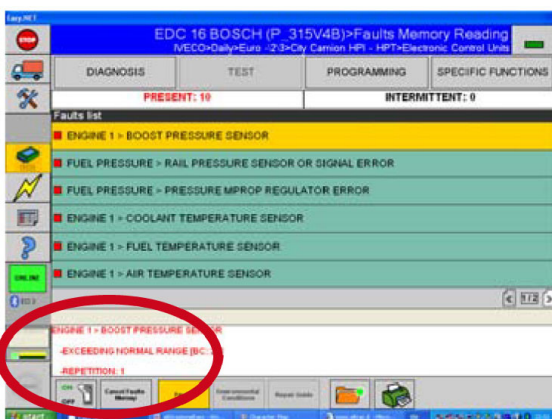 Easy.NET
STOP
EDC 16 BOSCH (P_315V4B)>Faults Memory Reading
IVECO>Daily>Euro -2\3>City Camion HPI - HPT>Electronic Control Units
DIAGNOSIS
TEST
PROGRAMMING
SPECIFIC FUNCTIONS
PRESENT: 10
INTERMITTENT: 0
Faults list
ENGINE 1 > BOOST PRESSURE SENSOR
FUEL PRESSURE > RAIL PRESSURE SENSOR OR SIGNAL ERROR
FUEL PRESSURE > PRESSURE MPROP REGULATOR ERROR
ENGINE 1 > COOLANT TEMPERATURE SENSOR
ENGINE 1 > FUEL TEMPERATURE SENSOR
ENGINE 1 > AIR TEMPERATURE SENSOR
ON LINE
1/2
ENGINE 1 > BOOST PRESSURE
-EXCEEDING NORMAL RANGE [BC:
-REPETITION: 1
ON
OFF
Cancel Faults
Memory
Environmental
Conditions
Repair Guide
start